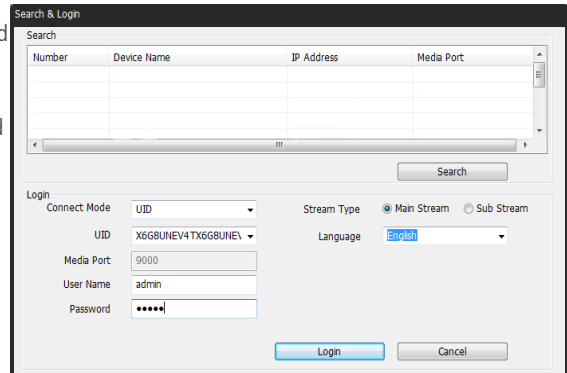 Search & Login
Search
Number Device Name IP Address Media Port
Search
Login
Connect Mode UID Stream Type Main Stream Sub Stream
UID X6G8UNEV4TX6G8UNEV Language English
Media Port 9000
User Name admin
Password •••••
Login Cancel